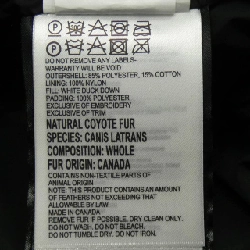 DO NOT REMOVE ANY LABELS-
WARRANTY WILL BE VOID
OUTERSHELL: 85% POLYESTER, 15% COTTON
LINING: 100% NYLON
FILL: WHITE DUCK DOWN
PADDING: 100% POLYESTER
EXCLUSIVE OF EMBROIDERY
EXCLUSIVE OF TRIM
NATURAL COYOTE FUR
SPECIES: CANIS LATRANS
COMPOSITION: WHOLE
FUR ORIGIN: CANADA
CONTAINS NON-TEXTILE PARTS OF
ANIMAL ORIGIN
NOTE: THIS PRODUCT CONTAINS AN AMOUNT
OF FEATHERS NOT EXCEEDING THAT
ALLOWABLE BY LAW
MADE IN CANADA
REMOVE FUR IF POSSIBLE. DRY CLEAN ONLY.
DO NOT WASH. DO NOT BLEACH.
DO NOT TUMBLE DRY. DO NOT IRON.